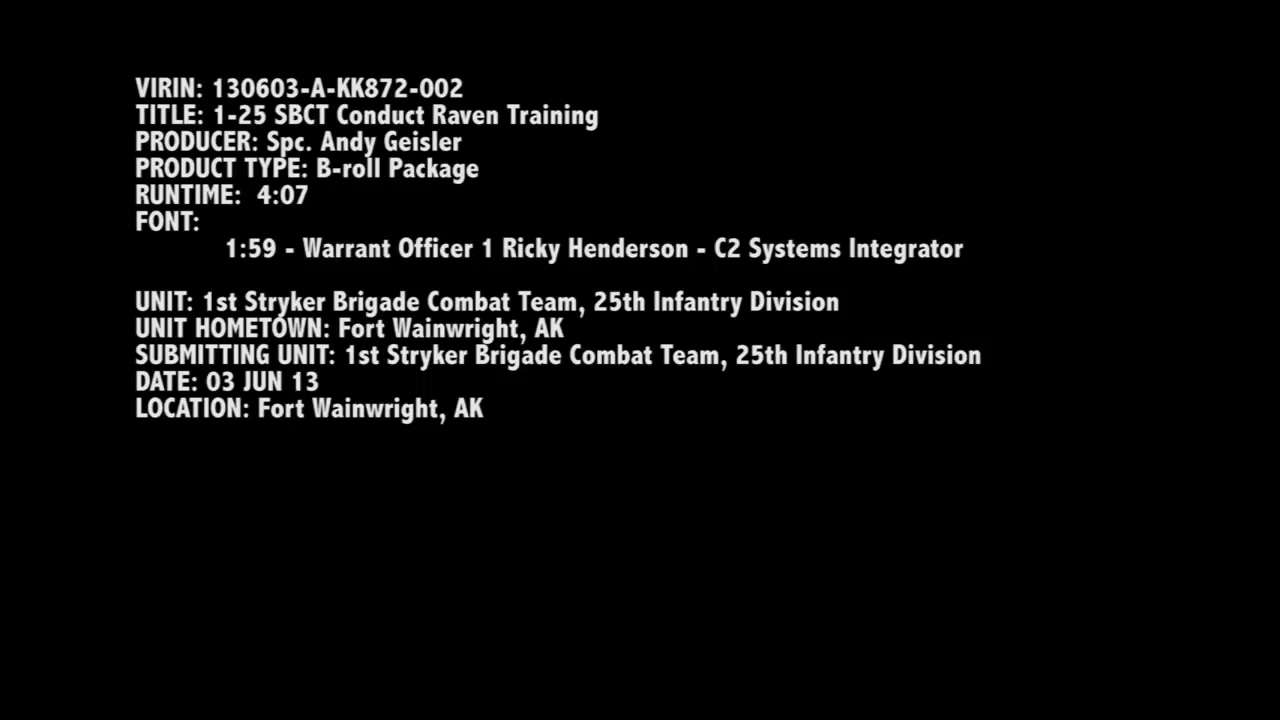 VIRIN: 130603-A-KK872-002
TITLE: 1-25 SBCT Conduct Raven Training
PRODUCER: Spc. Andy Geisler
PRODUCT TYPE: B-roll Package
RUNTIME:  4:07
FONT:
1:59 - Warrant Officer 1 Ricky Henderson - C2 Systems Integrator
UNIT: 1st Stryker Brigade Combat Team, 25th Infantry Division
UNIT HOMETOWN: Fort Wainwright, AK
SUBMITTING UNIT: 1st Stryker Brigade Combat Team, 25th Infantry Division
DATE: 03 JUN 13
LOCATION: Fort Wainwright, AK